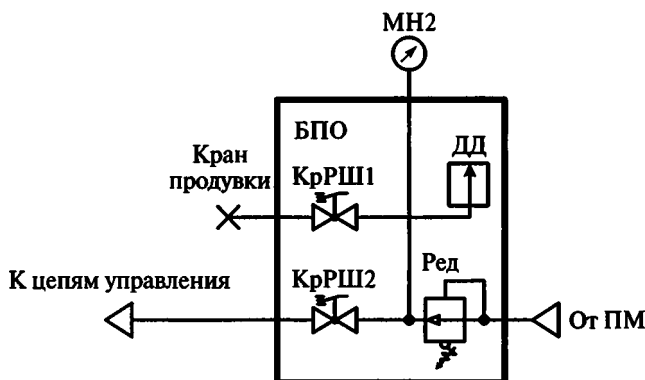 МН2
БПО
ДД
Кран
продувки
КрРШ1
К цепям управления
КрРШ2
Ред
От ПМ